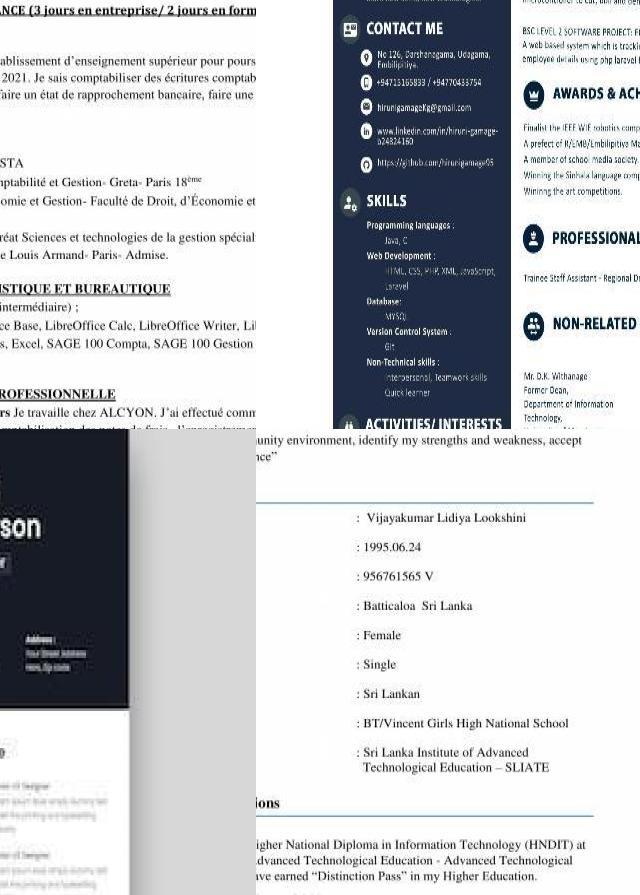 ANCE (3 jours en entreprise/ 2 jours en form
ablissement d'enseignement supérieur pour pours
2021. Je sais comptabiliser des écritures comptab
faire un état de rapprochement bancaire, faire une
STA
nptabilité et Gestion- Greta- Paris 18ème
omie et Gestion- Faculté de Droit, d'Économie et
réat Sciences et technologies de la gestion spécial
e Louis Armand- Paris- Admise.
ISTIQUE ET BUREAUTIQUE
intermédiaire) ;
ce Base, LibreOffice Calc, LibreOffice Writer, Li
s, Excel, SAGE 100 Compta, SAGE 100 Gestion
ROFESSIONNELLE
rs Je travaille chez ALCYON. J'ai effectué comm
CONTACT ME
No 126, Darshanagama, Udagama,
Embilipitiya.
+94715165833 / +94770433754
hirunigamageKg@gmail.com
www.linkedin.com/in/hiruni-gamage-
b24824160
https://github.com/hirunigamage95
SKILLS
Programming languages :
Java, C
Web Development :
HTML, CSS, PHP, XML, JavaScript,
Laravel
Database:
MYSQL
Version Control System :
Git
Non-Technical skills :
Interpersonal, Teamwork skills
Quick learner
ACTIVITIES/ INTERESTS
BSC LEVEL 2 SOFTWARE PROJECT:
A web based system which is tracki
employee details using php laravel
AWARDS & ACH
Finalist the IEEE WIE robotics comp
A prefect of R/EMB/Embilipitiya Ma
A member of school media society.
Winning the Sinhala language comp
Wininng the art competitions.
PROFESSIONAL
Trainee Staff Assistant - Regional Di
NON-RELATED
Mr. D.K. Withanage
Former Dean,
Department of Information
Technology,
son
Address :
Your Street Address
unity environment, identify my strengths and weakness, accept
nce”
: Vijayakumar Lidiya Lookshini
: 1995.06.24
: 956761565 V
: Batticaloa Sri Lanka
: Female
: Single
: Sri Lankan
: BT/Vincent Girls High National School
: Sri Lanka Institute of Advanced
Technological Education – SLIATE
ions
igher National Diploma in Information Technology (HNDIT) at
Advanced Technological Education - Advanced Technological
ave earned “Distinction Pass” in my Higher Education.